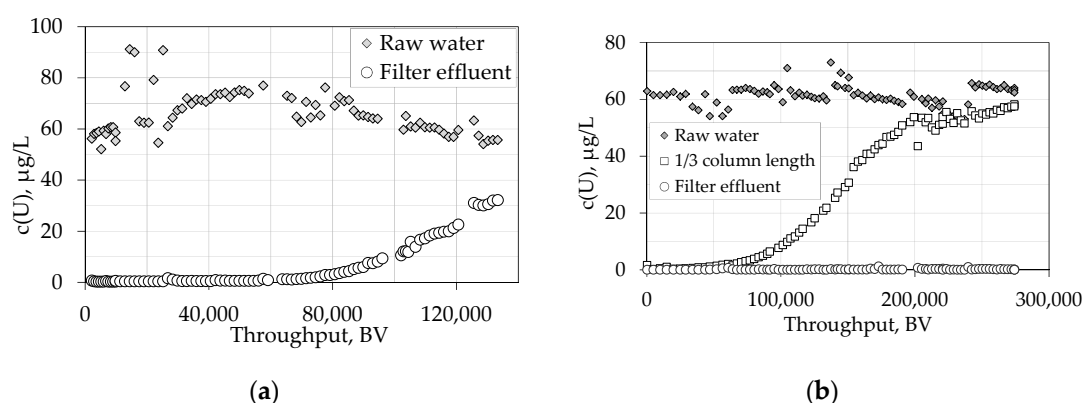 (a)
100
80
60
40
20
0
c(U), µg/L
Raw water
Filter effluent
0 40,000 80,000 120,000
Throughput, BV
(b)
80
60
40
20
0
c(U), µg/L
Raw water
1/3 column length
Filter effluent
0 100,000 200,000 300,000
Throughput, BV
(a) (b)